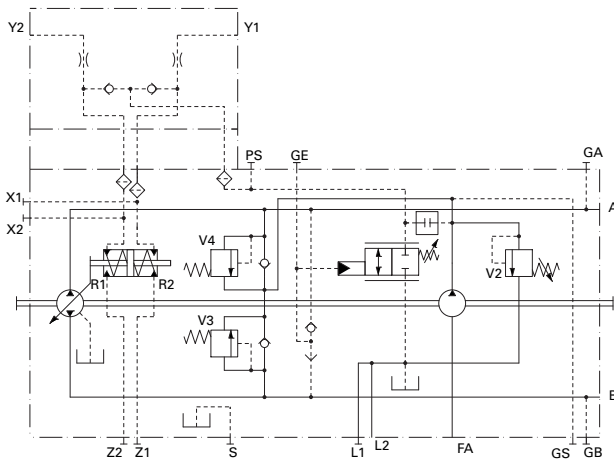 Y2 Y1
PS GE GA
X1 A
X2
V4
V2
R1 R2
V3
B
Z2 Z1 S L1 L2 FA GS GB